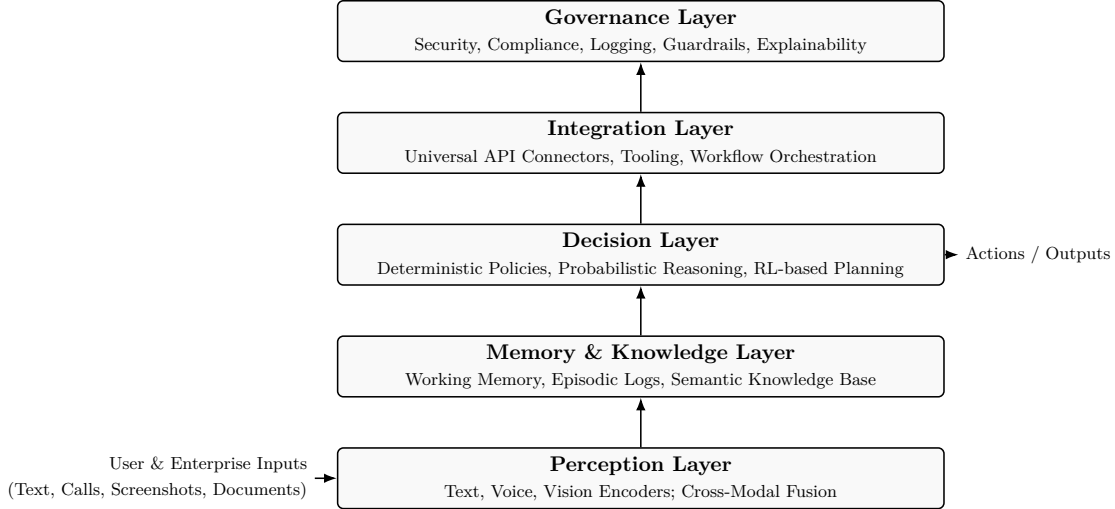 Governance Layer
Security, Compliance, Logging, Guardrails, Explainability
Integration Layer
Universal API Connectors, Tooling, Workflow Orchestration
Decision Layer
Deterministic Policies, Probabilistic Reasoning, RL-based Planning
Actions / Outputs
Memory & Knowledge Layer
Working Memory, Episodic Logs, Semantic Knowledge Base
User & Enterprise Inputs
(Text, Calls, Screenshots, Documents)
Perception Layer
Text, Voice, Vision Encoders; Cross-Modal Fusion